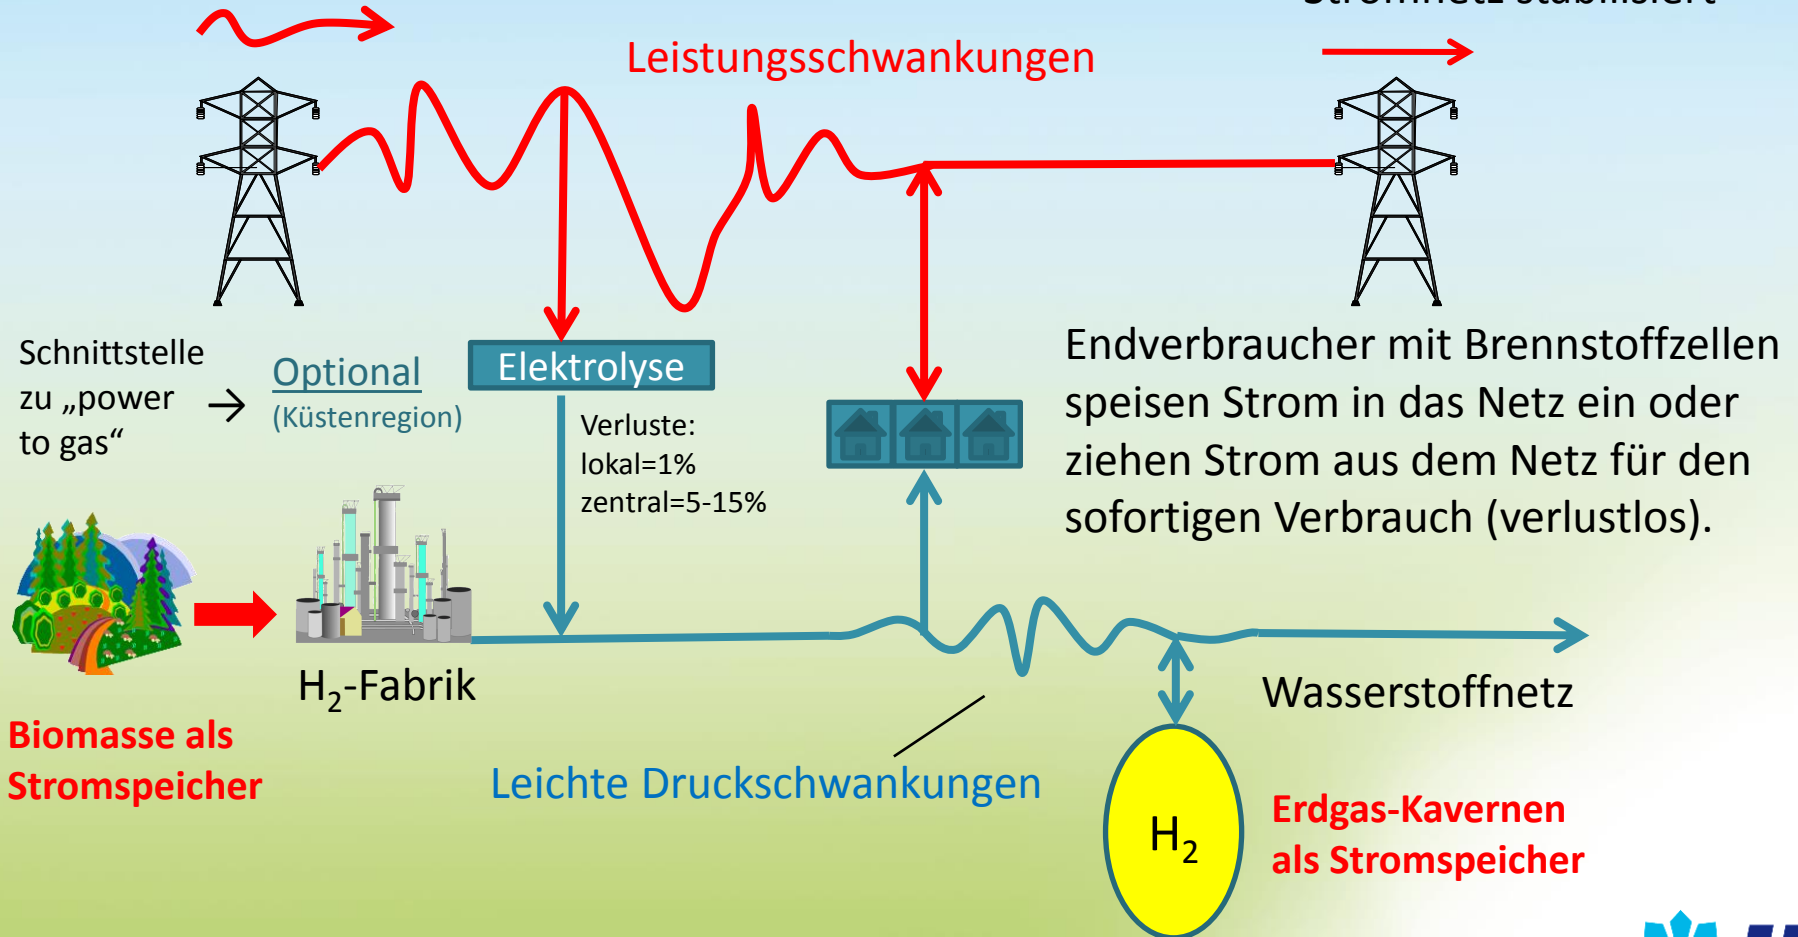 Stromnetz stabilisiert
Leistungsschwankungen
Schnittstelle
zu „power
to gas“
→
Optional
(Küstenregion)
Elektrolyse
Verluste:
lokal=1%
zentral=5-15%
Endverbraucher mit Brennstoffzellen
speisen Strom in das Netz ein oder
ziehen Strom aus dem Netz für den
sofortigen Verbrauch (verlustlos).
H₂-Fabrik
Biomasse als
Stromspeicher
Leichte Druckschwankungen
Wasserstoffnetz
H₂
Erdgas-Kavernen
als Stromspeicher